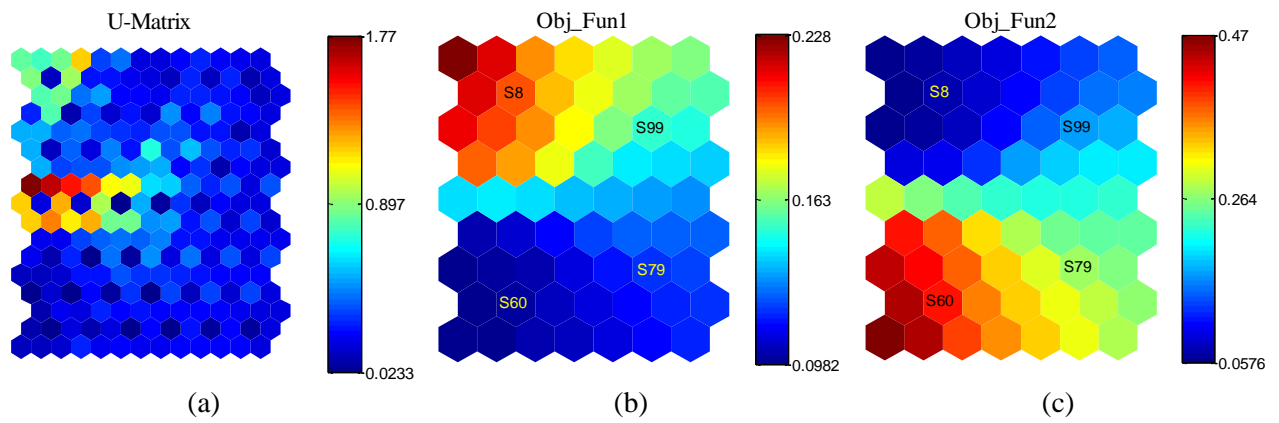 U-Matrix
1.77
0.897
0.0233
(a)
Obj_Fun1
S8
S99
S79
S60
0.228
0.163
0.0982
(b)
Obj_Fun2
S8
S99
S79
S60
0.47
0.264
0.0576
(c)